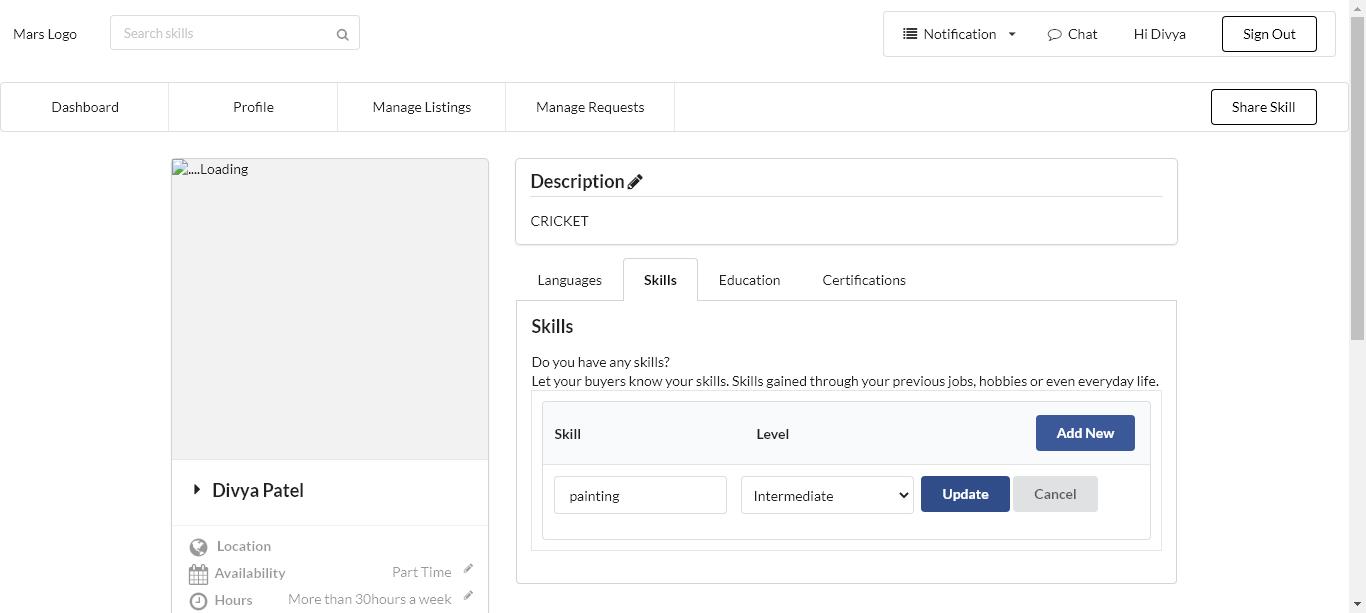 Mars Logo
Search skills
Notification
Chat
Hi Divya
Sign Out
Dashboard
Profile
Manage Listings
Manage Requests
Share Skill
....Loading
Divya Patel
Location
Availability
Part Time
Hours
More than 30hours a week
Description
CRICKET
Languages
Skills
Education
Certifications
Skills
Do you have any skills?
Let your buyers know your skills. Skills gained through your previous jobs, hobbies or even everyday life.
Skill
Level
Add New
painting
Intermediate
Update
Cancel